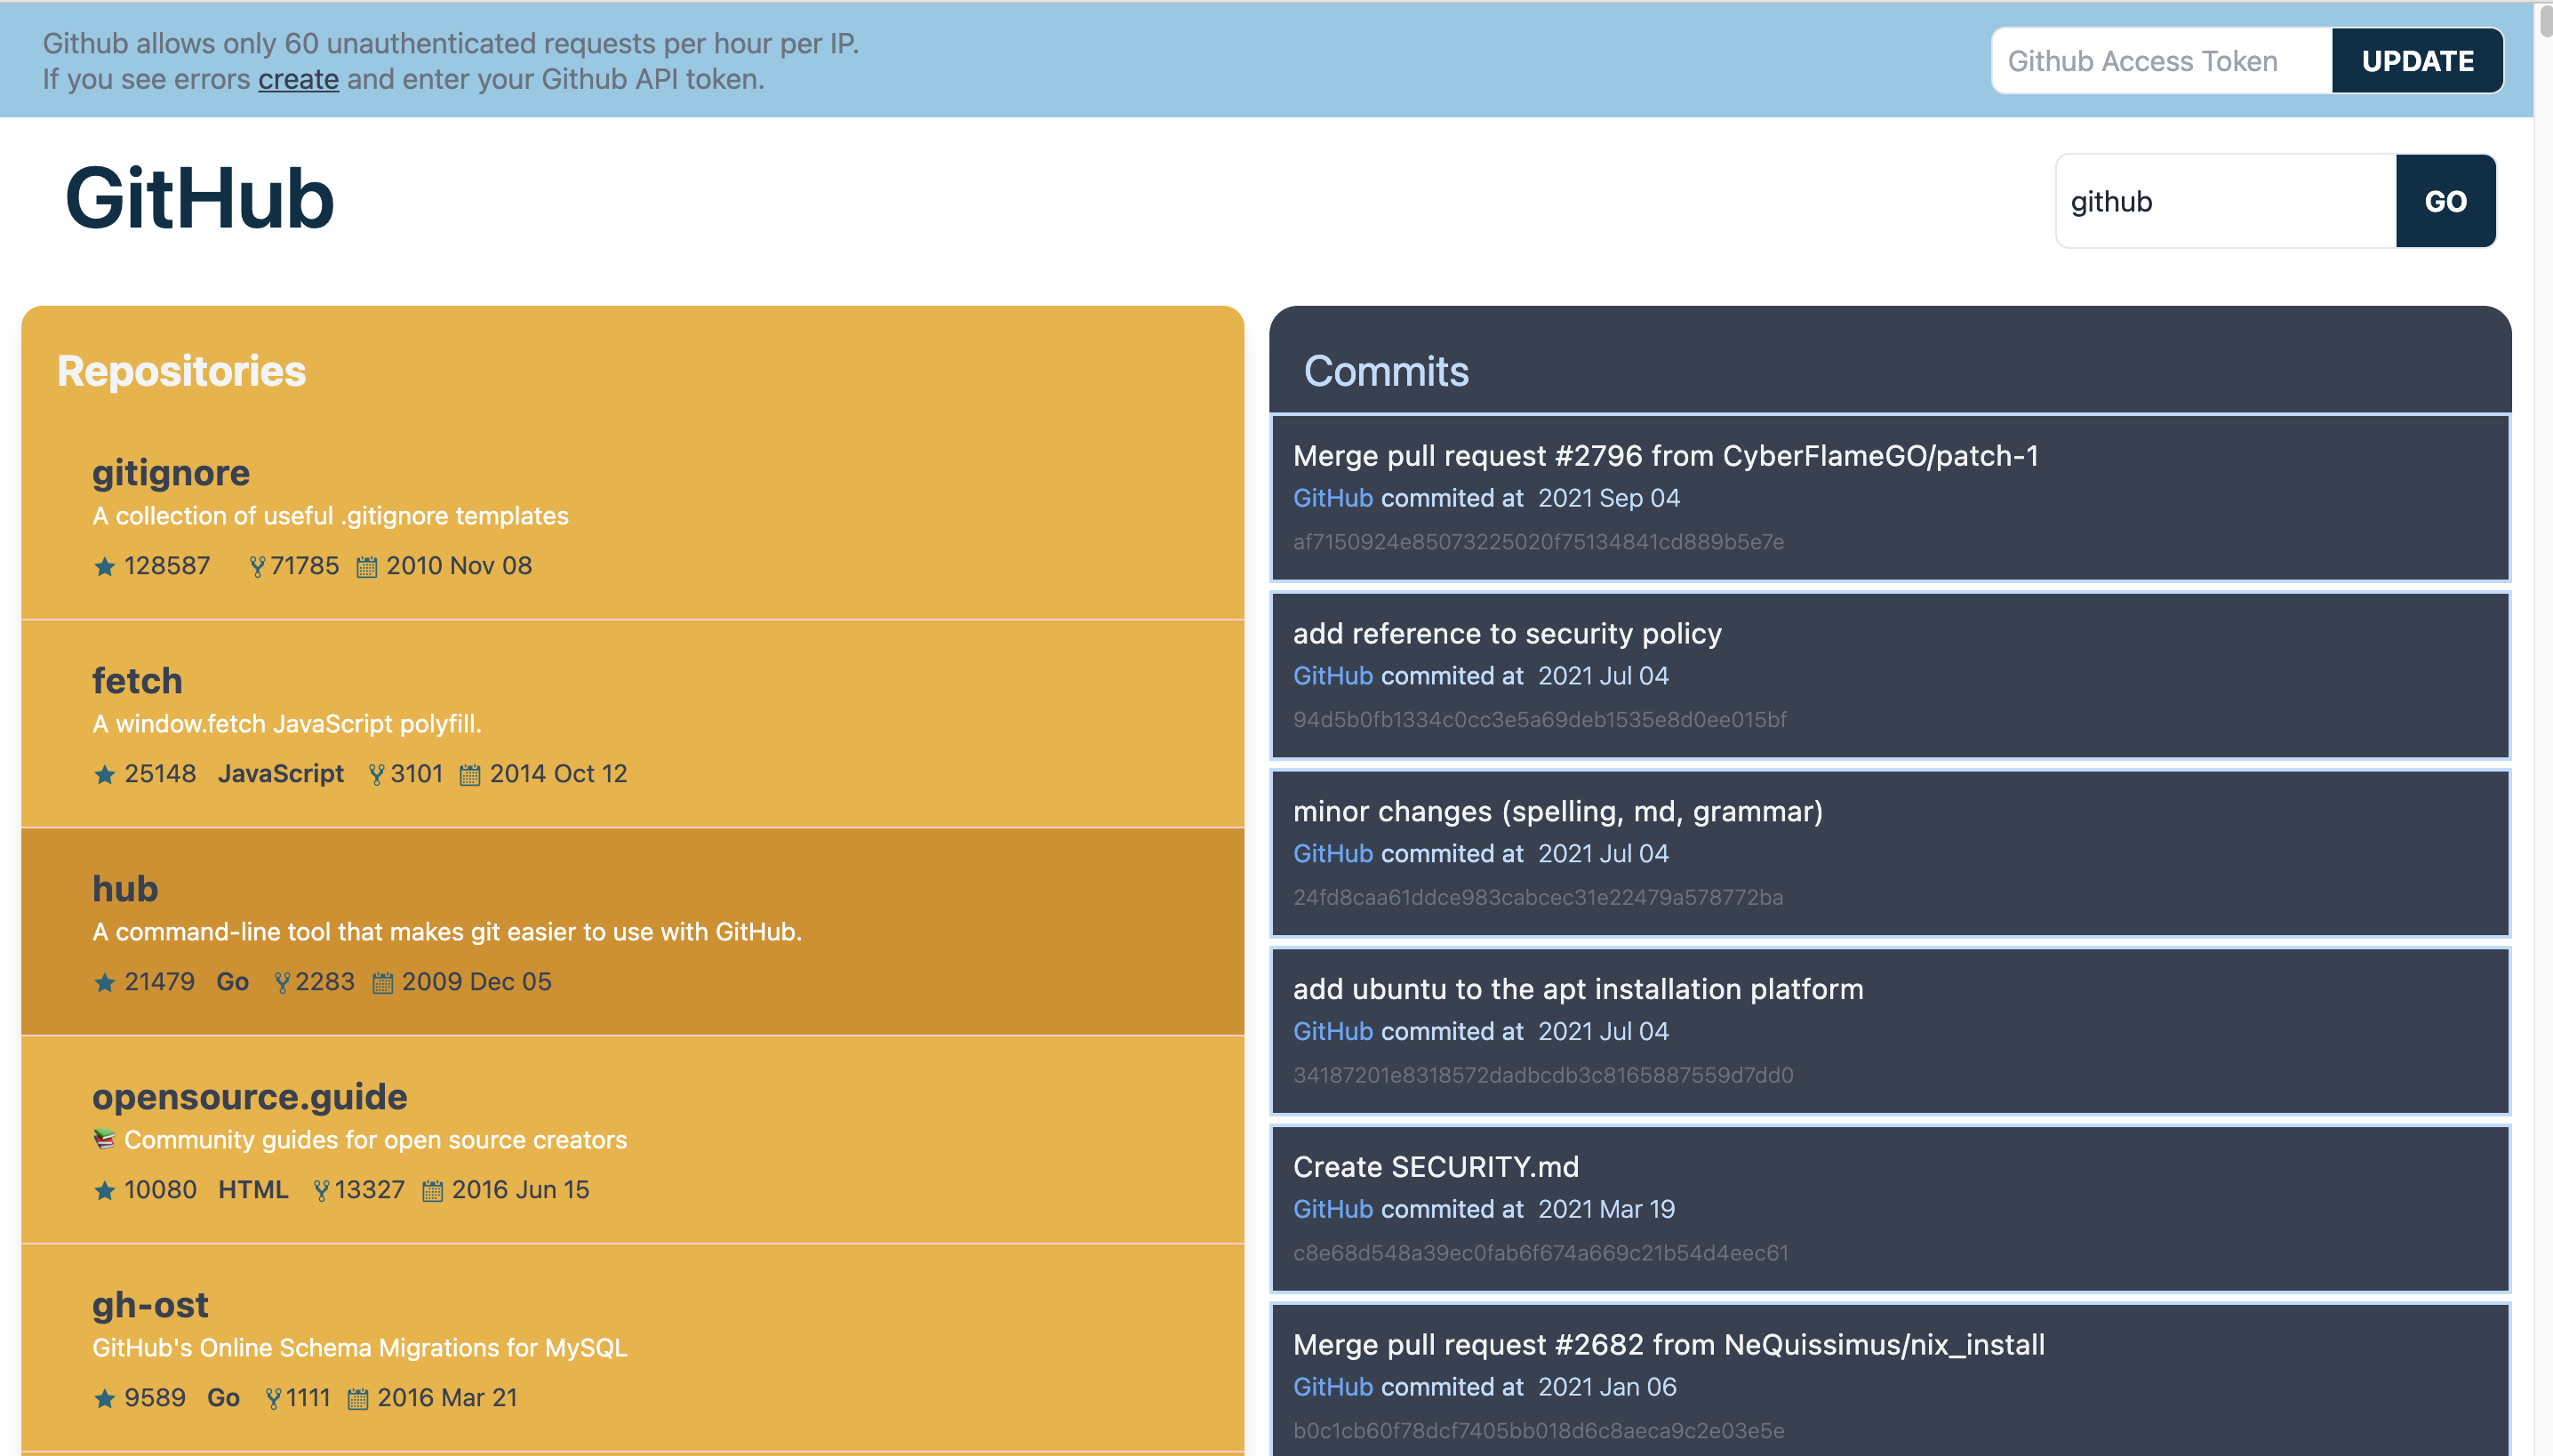 Github allows only 60 unauthenticated requests per hour per IP.
If you see errors create and enter your Github API token.
Github Access Token
UPDATE
GitHub
github
GO
Repositories
gitignore
A collection of useful .gitignore templates
128587 71785 2010 Nov 08
fetch
A window.fetch JavaScript polyfill.
25148 JavaScript 3101 2014 Oct 12
hub
A command-line tool that makes git easier to use with GitHub.
21479 Go 2283 2009 Dec 05
opensource.guide
📚 Community guides for open source creators
10080 HTML 13327 2016 Jun 15
gh-ost
GitHub's Online Schema Migrations for MySQL
9589 Go 1111 2016 Mar 21
Commits
Merge pull request #2796 from CyberFlameGO/patch-1
GitHub commited at 2021 Sep 04
af7150924e85073225020f75134841cd889b5e7e
add reference to security policy
GitHub commited at 2021 Jul 04
94d5b0fb1334c0cc3e5a69deb1535e8d0ee015bf
minor changes (spelling, md, grammar)
GitHub commited at 2021 Jul 04
24fd8caa61ddce983cabcec31e22479a578772ba
add ubuntu to the apt installation platform
GitHub commited at 2021 Jul 04
34187201e8318572dadbcdb3c8165887559d7dd0
Create SECURITY.md
GitHub commited at 2021 Mar 19
c8e68d548a39ec0fab6f674a669c21b54d4eec61
Merge pull request #2682 from NeQuissimus/nix_install
GitHub commited at 2021 Jan 06
b0c1cb60f78dcf7405bb018d6c8aeca9c2e03e5e